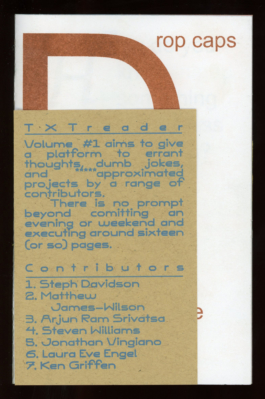 D rop caps
T·X Treader
Volume #1 aims to give
a platform to errant
thoughts, dumb jokes,
and *****approximated
projects by a range of
contributors.
There is no prompt
beyond comitting an
evening or weekend and
executing around sixteen
(or so) pages.
Contributors
1. Steph Davidson
2. Matthew
James-Wilson
3. Arjun Ram Srivatsa
4. Steven Williams
5. Jonathan Vingiano
6. Laura Eve Engel
7. Ken Griffen
e